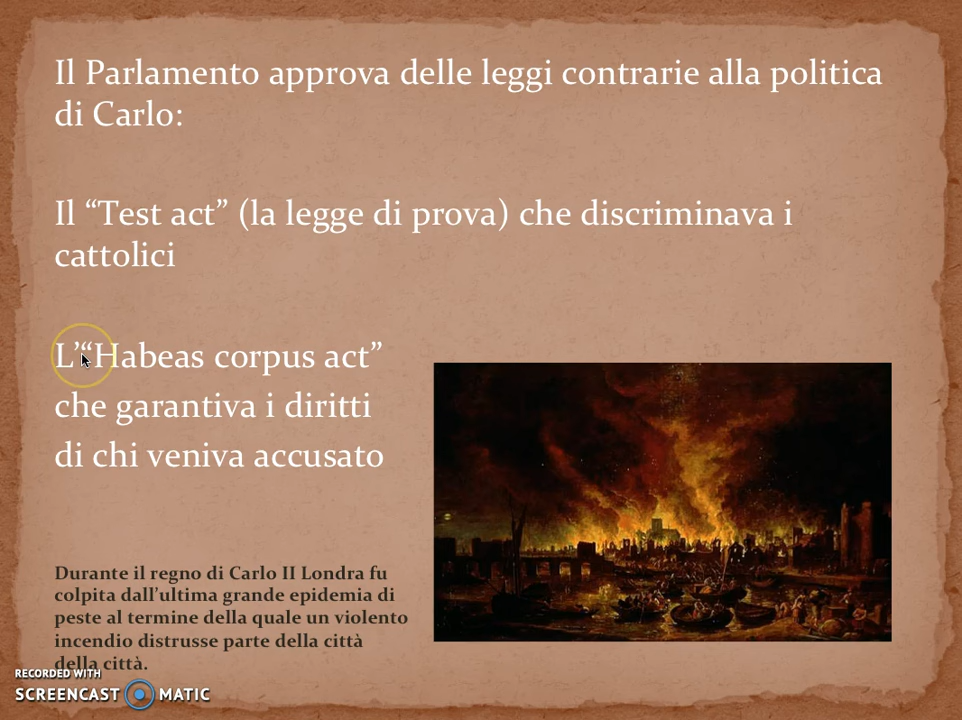 Il Parlamento approva delle leggi contrarie alla politica
di Carlo:
Il “Test act” (la legge di prova) che discriminava i
cattolici
L’“Habeas corpus act”
che garantiva i diritti
di chi veniva accusato
Durante il regno di Carlo II Londra fu
colpita dall’ultima grande epidemia di
peste al termine della quale un violento
incendio distrusse parte della città
della città.
RECORDED WITH
SCREENCAST MATIC